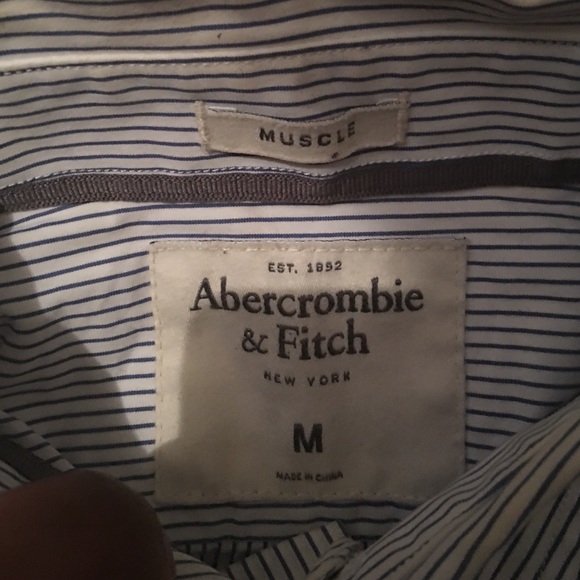 MUSCLE
EST. 1892
Abercrombie
& Fitch
NEW YORK
M
MADE IN CHINA